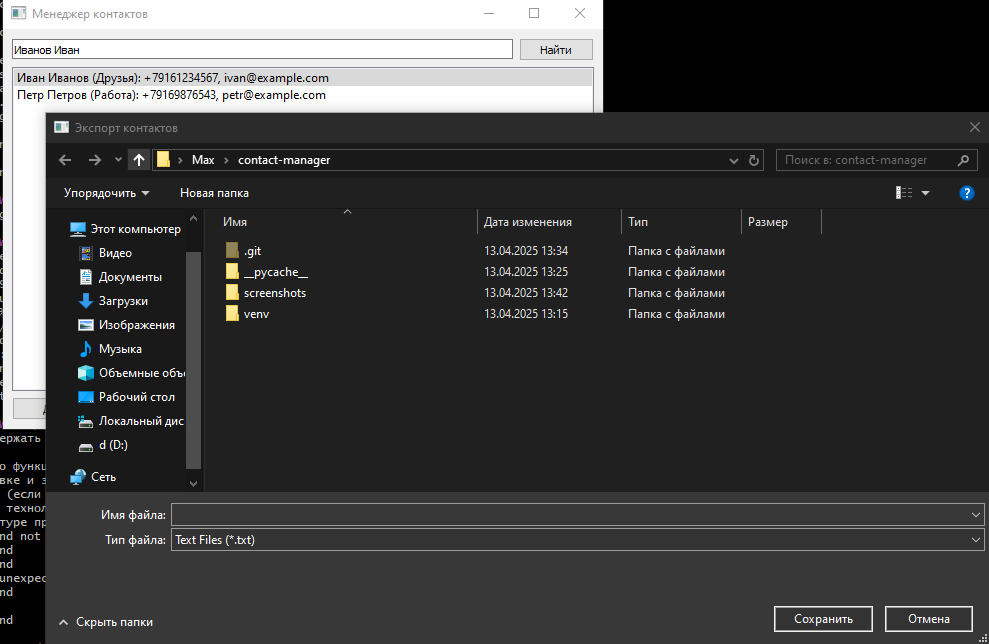 Менеджер контактов
Иванов Иван
Найти
Иван Иванов (Друзья): +79161234567, ivan@example.com
Петр Петров (Работа): +79169876543, petr@example.com
Экспорт контактов
Max
contact-manager
Поиск в: contact-manager
Упорядочить
Новая папка
Имя Дата изменения Тип Размер
.git 13.04.2025 13:34 Папка с файлами
__pycache__ 13.04.2025 13:25 Папка с файлами
screenshots 13.04.2025 13:42 Папка с файлами
venv 13.04.2025 13:15 Папка с файлами
Этот компьютер
Видео
Документы
Загрузки
Изображения
Музыка
Объемные объе
Рабочий стол
Локальный дис
d (D:)
Сеть
ержать
о функц
вке и з
(если
технол
туре пр
nd not
nd
nd
unexpec
nd
nd
Имя файла:
Тип файла: Text Files (*.txt)
Скрыть папки
Сохранить
Отмена